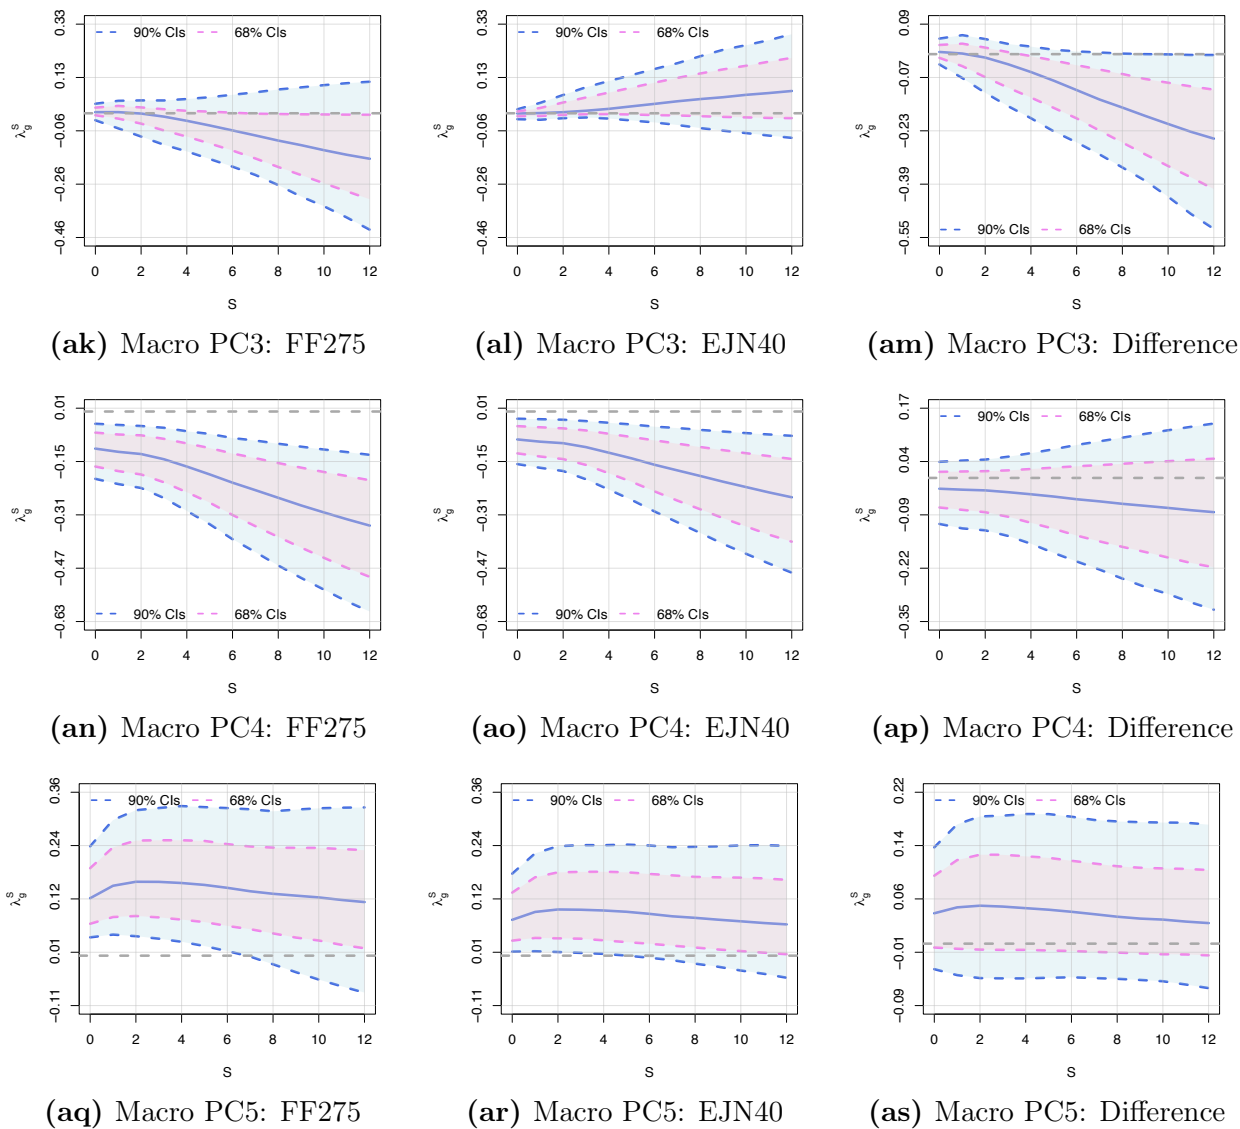 0.33 0.13 −0.06 −0.26 −0.46
λ_g^S
90% CIs 68% CIs
0 2 4 6 8 10 12
S
(ak) Macro PC3: FF275
0.33 0.13 −0.06 −0.26 −0.46
λ_g^S
90% CIs 68% CIs
0 2 4 6 8 10 12
S
(al) Macro PC3: EJN40
0.09 −0.07 −0.23 −0.39 −0.55
λ_g^S
90% CIs 68% CIs
0 2 4 6 8 10 12
S
(am) Macro PC3: Difference
0.01 −0.15 −0.31 −0.47 −0.63
λ_g^S
90% CIs 68% CIs
0 2 4 6 8 10 12
S
(an) Macro PC4: FF275
0.01 −0.15 −0.31 −0.47 −0.63
λ_g^S
90% CIs 68% CIs
0 2 4 6 8 10 12
S
(ao) Macro PC4: EJN40
0.17 0.04 −0.09 −0.22 −0.35
λ_g^S
90% CIs 68% CIs
0 2 4 6 8 10 12
S
(ap) Macro PC4: Difference
0.36 0.24 0.12 0.01 −0.11
λ_g^S
90% CIs 68% CIs
0 2 4 6 8 10 12
S
(aq) Macro PC5: FF275
0.36 0.24 0.12 0.01 −0.11
λ_g^S
90% CIs 68% CIs
0 2 4 6 8 10 12
S
(ar) Macro PC5: EJN40
0.22 0.14 0.06 −0.01 −0.09
λ_g^S
90% CIs 68% CIs
0 2 4 6 8 10 12
S
(as) Macro PC5: Difference